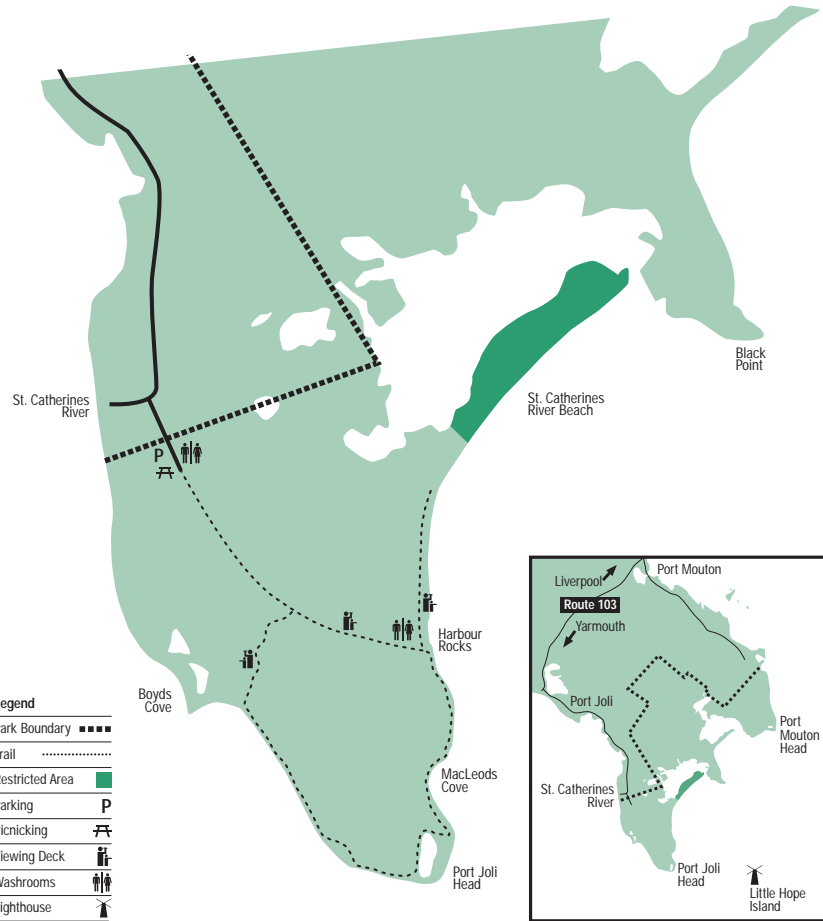 Black
Point
St. Catherines
River
St. Catherines
River Beach
P
Harbour
Rocks
Boyds
Cove
MacLeods
Cove
Port Joli
Head
egend
ark Boundary
rail
estricted Area
arking P
icnicking
iewing Deck
Washrooms
ighthouse
Port Mouton
Liverpool
Route 103
Yarmouth
Port Joli
Port
Mouton
Head
St. Catherines
River
Port Joli
Head
Little Hope
Island